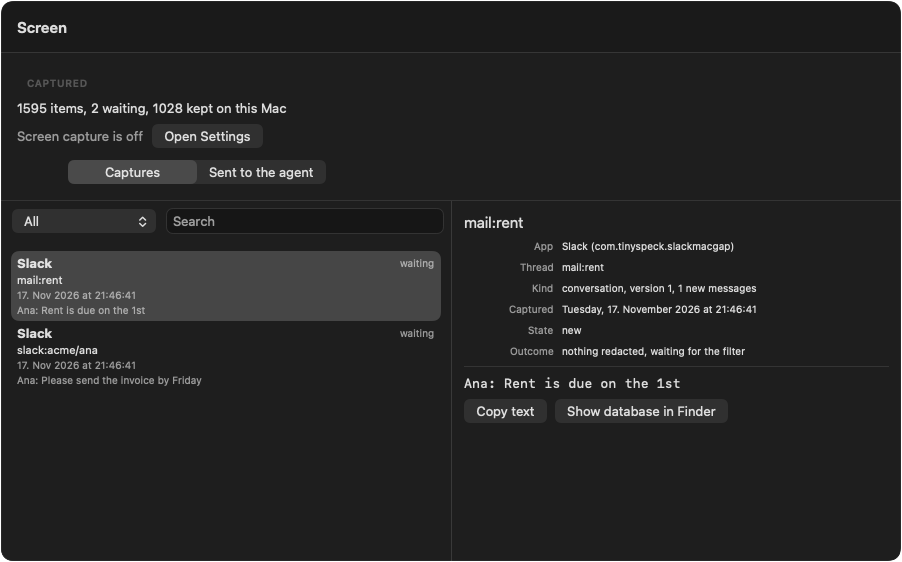 Screen
CAPTURED
1595 items, 2 waiting, 1028 kept on this Mac
Screen capture is off
Open Settings
Captures
Sent to the agent
All
Search
Slack
waiting
mail:rent
17. Nov 2026 at 21:46:41
Ana: Rent is due on the 1st
Slack
waiting
slack:acme/ana
17. Nov 2026 at 21:46:41
Ana: Please send the invoice by Friday
mail:rent
App Slack (com.tinyspeck.slackmacgap)
Thread mail:rent
Kind conversation, version 1, 1 new messages
Captured Tuesday, 17. November 2026 at 21:46:41
State new
Outcome nothing redacted, waiting for the filter
Ana: Rent is due on the 1st
Copy text
Show database in Finder